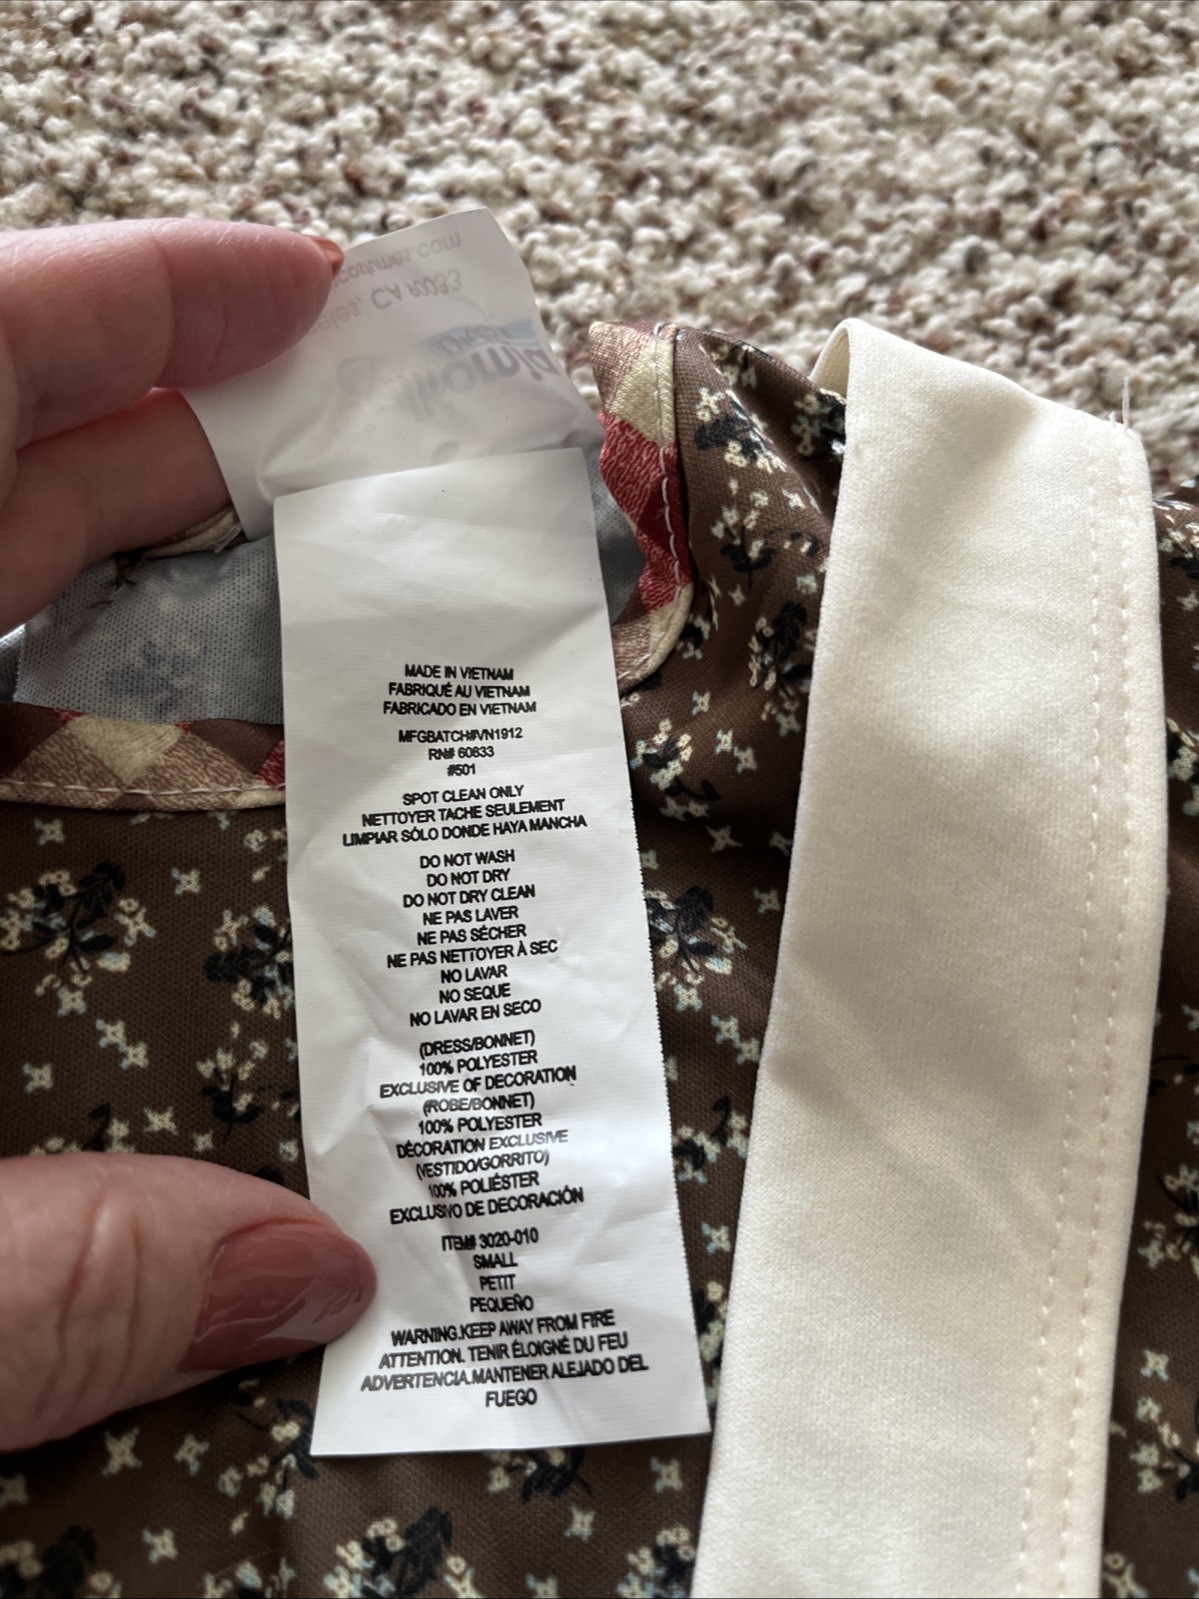 MADE IN VIETNAM
FABRIQUÉ AU VIETNAM
FABRICADO EN VIETNAM
MFGBATCH#VN1912
RN# 60833
#501
SPOT CLEAN ONLY
NETTOYER TACHE SEULEMENT
LIMPIAR SÓLO DONDE HAYA MANCHA
DO NOT WASH
DO NOT DRY
DO NOT DRY CLEAN
NE PAS LAVER
NE PAS SÉCHER
NE PAS NETTOYER À SEC
NO LAVAR
NO SEQUE
NO LAVAR EN SECO
(DRESS/BONNET)
100% POLYESTER
EXCLUSIVE OF DECORATION
(ROBE/BONNET)
100% POLYESTER
DÉCORATION EXCLUSIVE
(VESTIDO/GORRITO)
100% POLIÉSTER
EXCLUSIVO DE DECORACIÓN
ITEM# 3020-010
SMALL
PETIT
PEQUEÑO
WARNING.KEEP AWAY FROM FIRE
ATTENTION. TENIR ÉLOIGNÉ DU FEU
ADVERTENCIA.MANTENER ALEJADO DEL
FUEGO